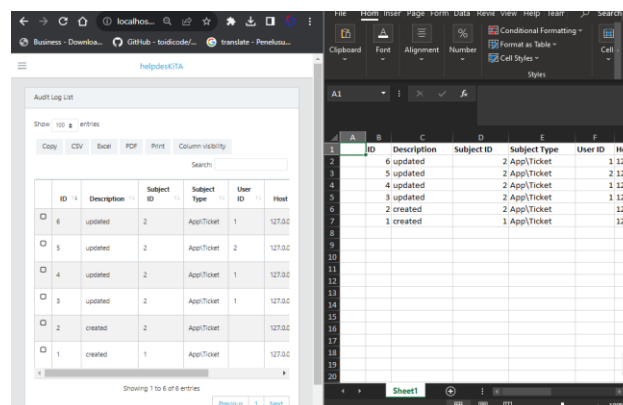 localhos...
Business - Downloa...
GitHub - toidicode/...
translate - Penelusu...
helpdesKiTA
Audit Log List
Show 100 entries
Copy CSV Excel PDF Print Column visibility
Search:
ID Description Subject ID Subject Type User ID Host
6 updated 2 App\Ticket 1 127.0.0
5 updated 2 App\Ticket 2 127.0.0
4 updated 2 App\Ticket 1 127.0.0
3 updated 2 App\Ticket 1 127.0.0
2 created 2 App\Ticket 127.0.0
1 created 1 App\Ticket 127.0.0
Showing 1 to 6 of 6 entries
Previous 1 Next
File Hom Inser Page Form Data Revie View Help Team Search
Clipboard Font Alignment Number
Conditional Formatting
Format as Table
Cell Styles
Styles
Cell
A1 fx
A B C D E F
1 ID Description Subject ID Subject Type User ID Ho
2 6 updated 2 App\Ticket 1 12
3 5 updated 2 App\Ticket 2 12
4 4 updated 2 App\Ticket 1 12
5 3 updated 2 App\Ticket 1 12
6 2 created 2 App\Ticket 12
7 1 created 1 App\Ticket 12
8
9
10
11
12
13
14
15
16
17
18
19
20
Sheet1